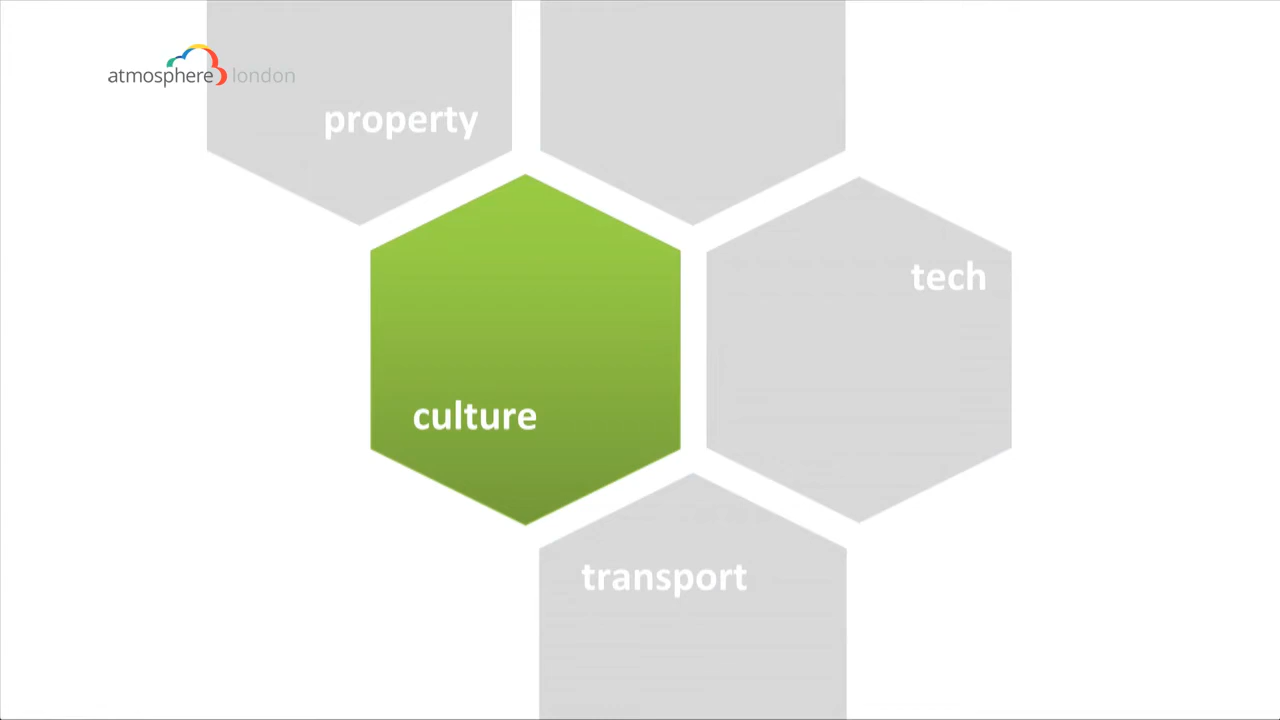 atmosphere london
property
tech
culture
transport